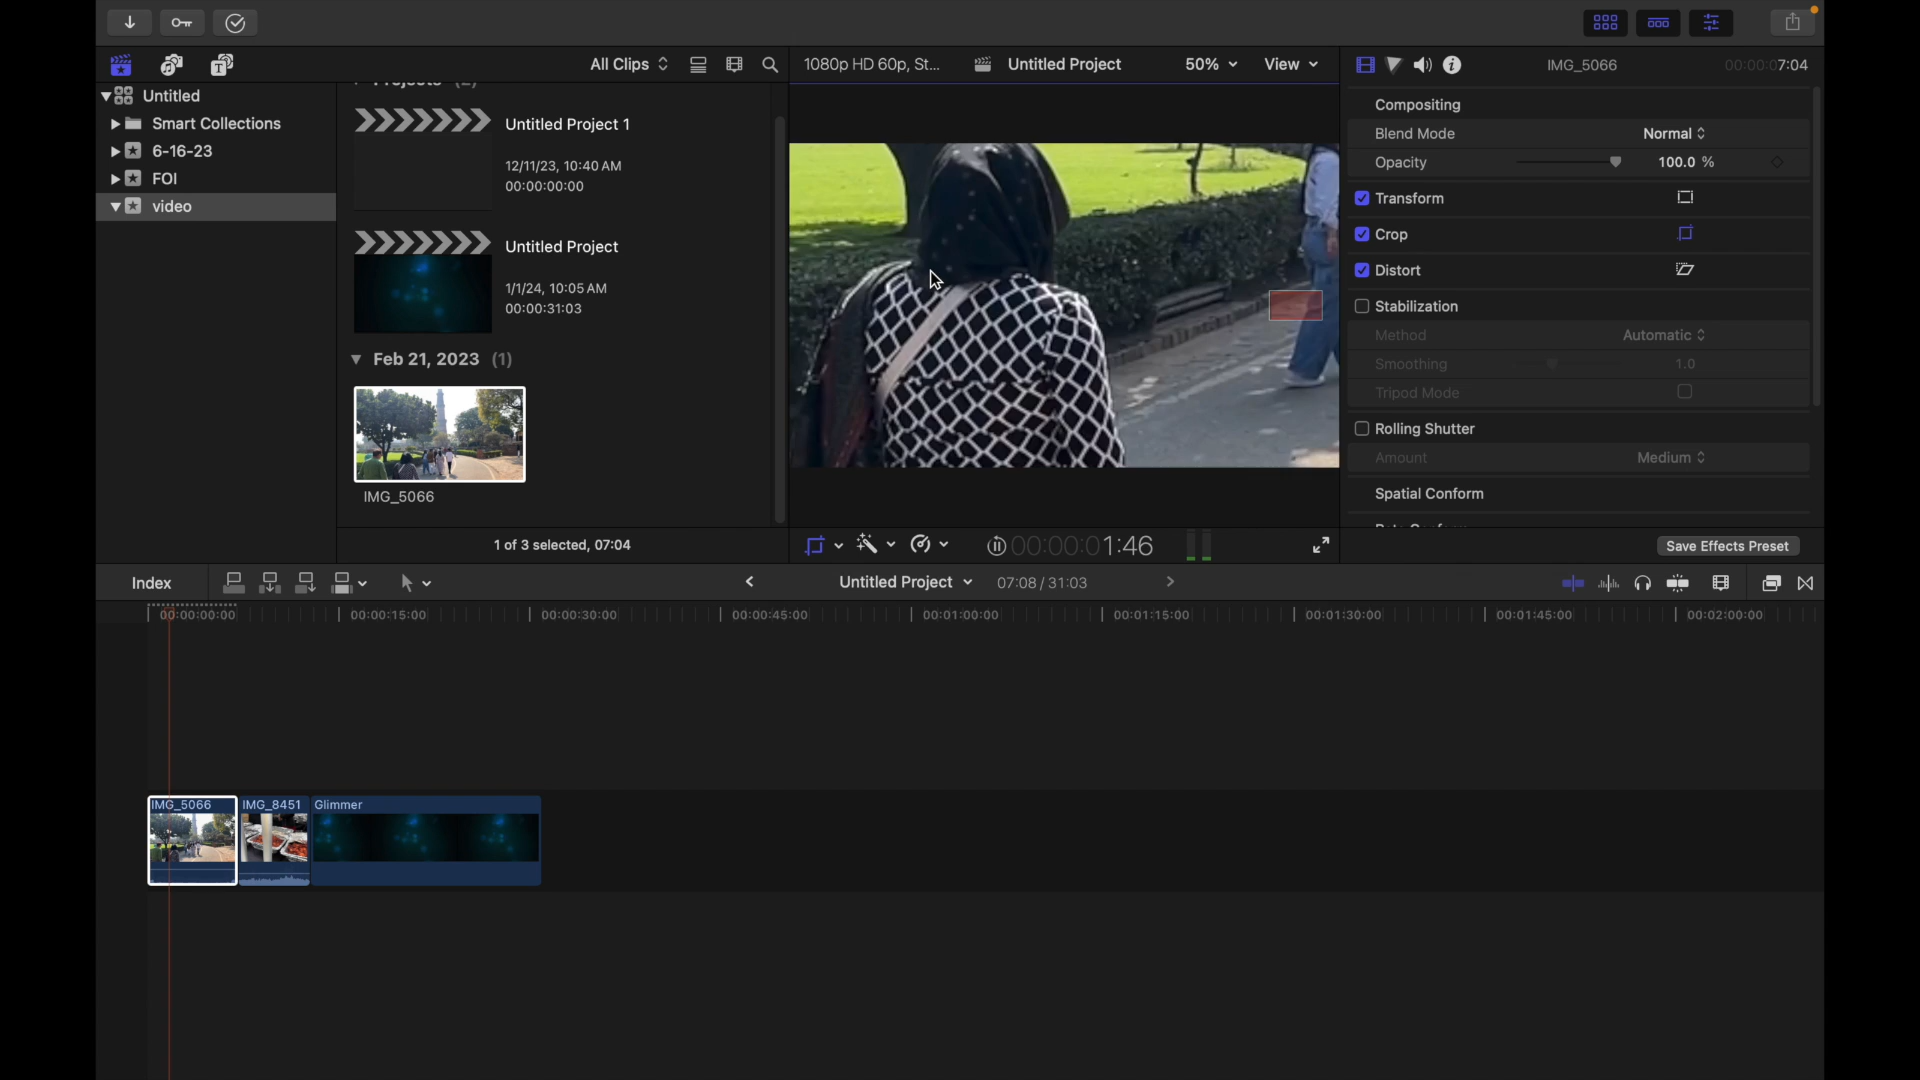 All Clips
1080p HD 60p, St...
Untitled Project
50%
View
IMG_5066
00:00:07:04
Untitled
Smart Collections
6-16-23
FOI
video
Untitled Project 1
12/11/23, 10:40 AM
00:00:00:00
Untitled Project
1/1/24, 10:05 AM
00:00:31:03
Feb 21, 2023 (1)
IMG_5066
1 of 3 selected, 07:04
Compositing
Blend Mode
Normal
Opacity
100.0 %
Transform
Crop
Distort
Stabilization
Method
Automatic
Smoothing
1.0
Tripod Mode
Rolling Shutter
Amount
Medium
Spatial Conform
Save Effects Preset
00:00:01:46
Index
Untitled Project
07:08 / 31:03
00:00:00:00
00:00:15:00
00:00:30:00
00:00:45:00
00:01:00:00
00:01:15:00
00:01:30:00
00:01:45:00
00:02:00:00
IMG_5066
IMG_8451
Glimmer